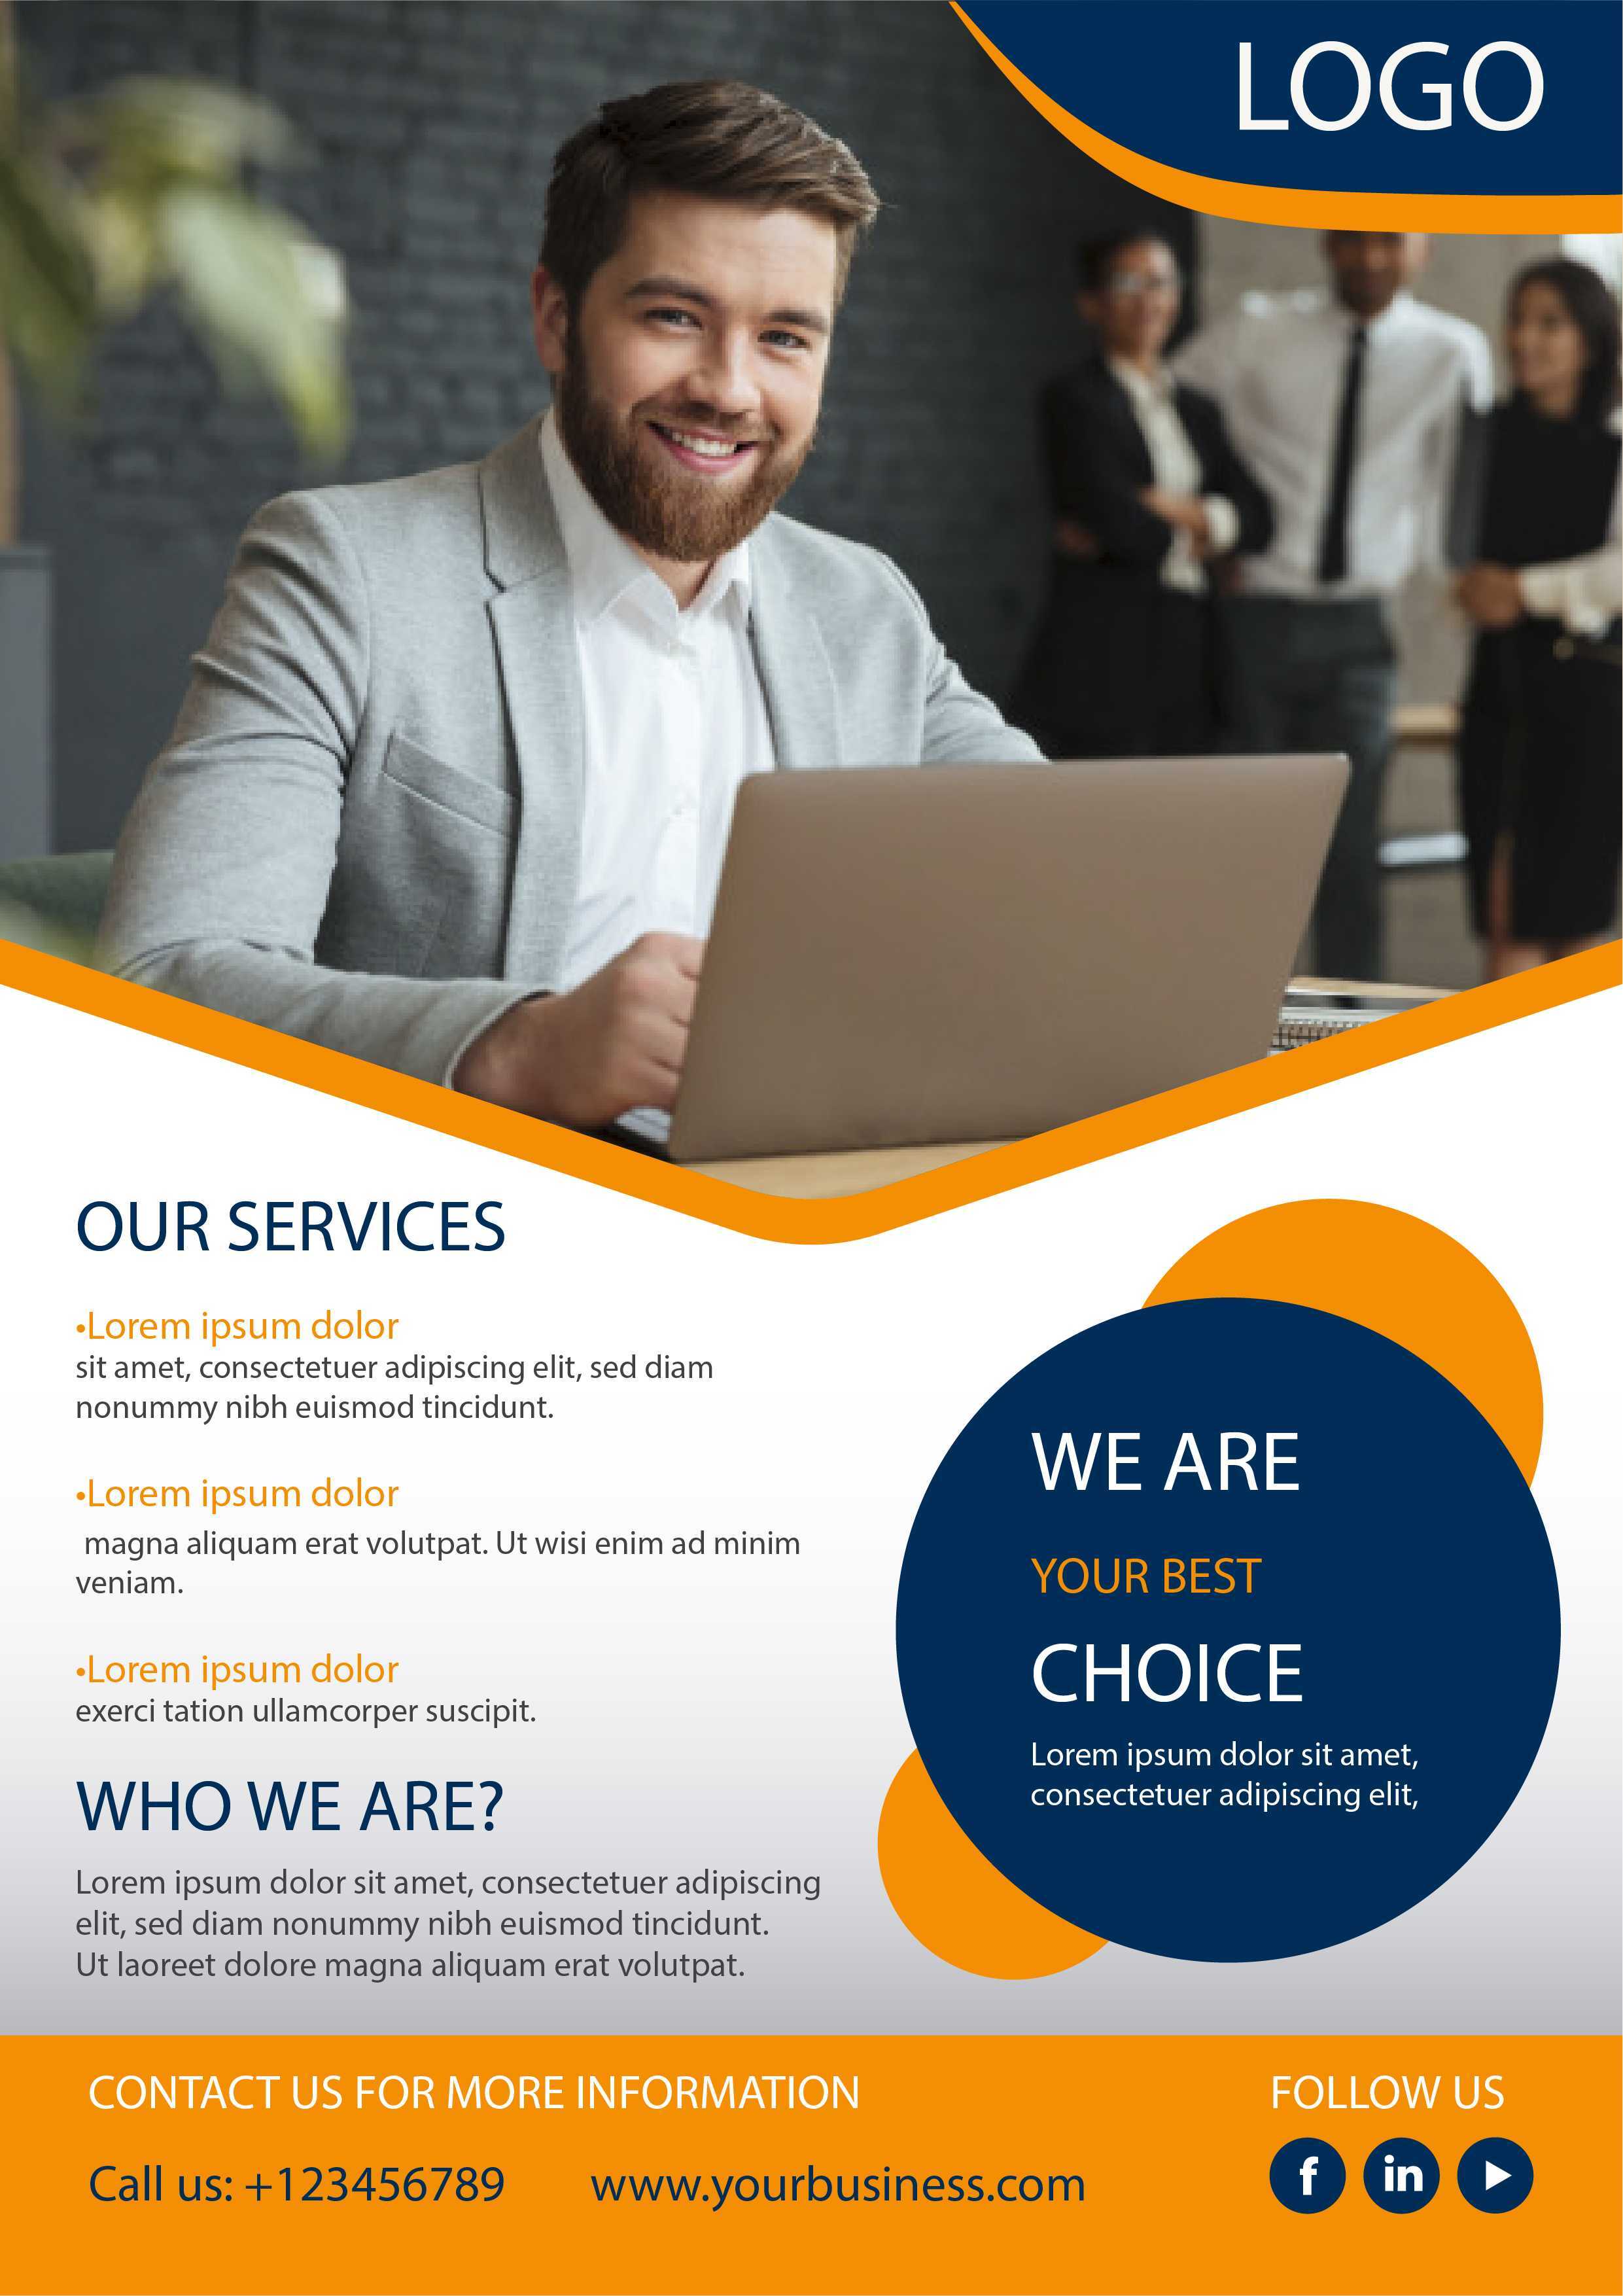 LOGO
OUR SERVICES
•Lorem ipsum dolor
sit amet, consectetuer adipiscing elit, sed diam
nonummy nibh euismod tincidunt.
•Lorem ipsum dolor
magna aliquam erat volutpat. Ut wisi enim ad minim
veniam.
•Lorem ipsum dolor
exerci tation ullamcorper suscipit.
WHO WE ARE?
Lorem ipsum dolor sit amet, consectetuer adipiscing
elit, sed diam nonummy nibh euismod tincidunt.
Ut laoreet dolore magna aliquam erat volutpat.
WE ARE
YOUR BEST
CHOICE
Lorem ipsum dolor sit amet,
consectetuer adipiscing elit,
CONTACT US FOR MORE INFORMATION
Call us: +123456789
www.yourbusiness.com
FOLLOW US
f
in